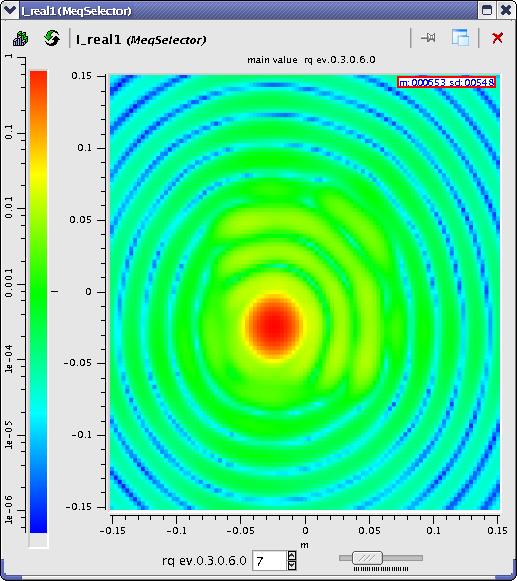 I_real1 (MeqSelector)
I_real1 (MeqSelector)
main value rq ev.0.3.0.6.0
m:000553 sd:00548
1
0.1
0.01
0.001
1e-04
1e-05
1e-06
0.15
0.1
0.05
0
-0.05
-0.1
-0.15
-0.15 -0.1 -0.05 0 0.05 0.1 0.15
m
rq ev.0.3.0.6.0 7